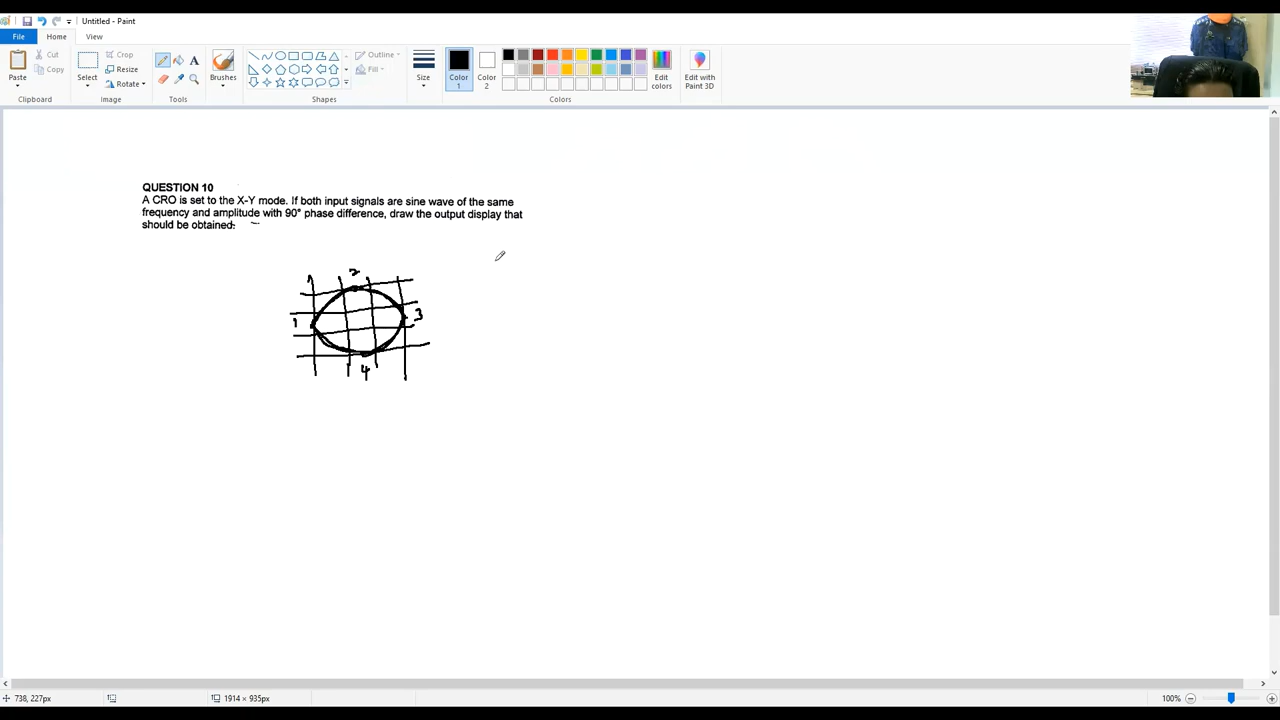 Untitled - Paint
File Home View
Paste
Cut
Copy
Clipboard
Select
Crop
Resize
Rotate
Image
Tools
Brushes
Shapes
Outline
Fill
Size
Color 1
Color 2
Colors
Edit colors
Edit with Paint 3D
QUESTION 10
A CRO is set to the X-Y mode. If both input signals are sine wave of the same
frequency and amplitude with 90° phase difference, draw the output display that
should be obtained.
2
1 3
4
738, 227px
1914 × 935px
100%